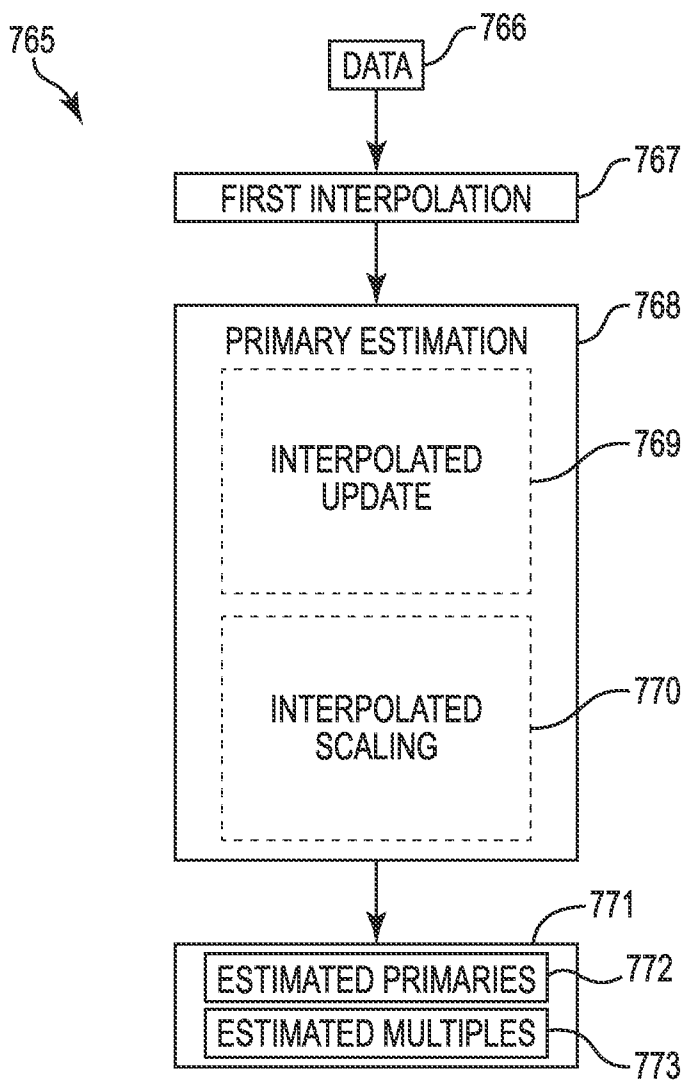 765
766
DATA
767
FIRST INTERPOLATION
768
PRIMARY ESTIMATION
769
INTERPOLATED
UPDATE
770
INTERPOLATED
SCALING
771
ESTIMATED PRIMARIES
772
ESTIMATED MULTIPLES
773